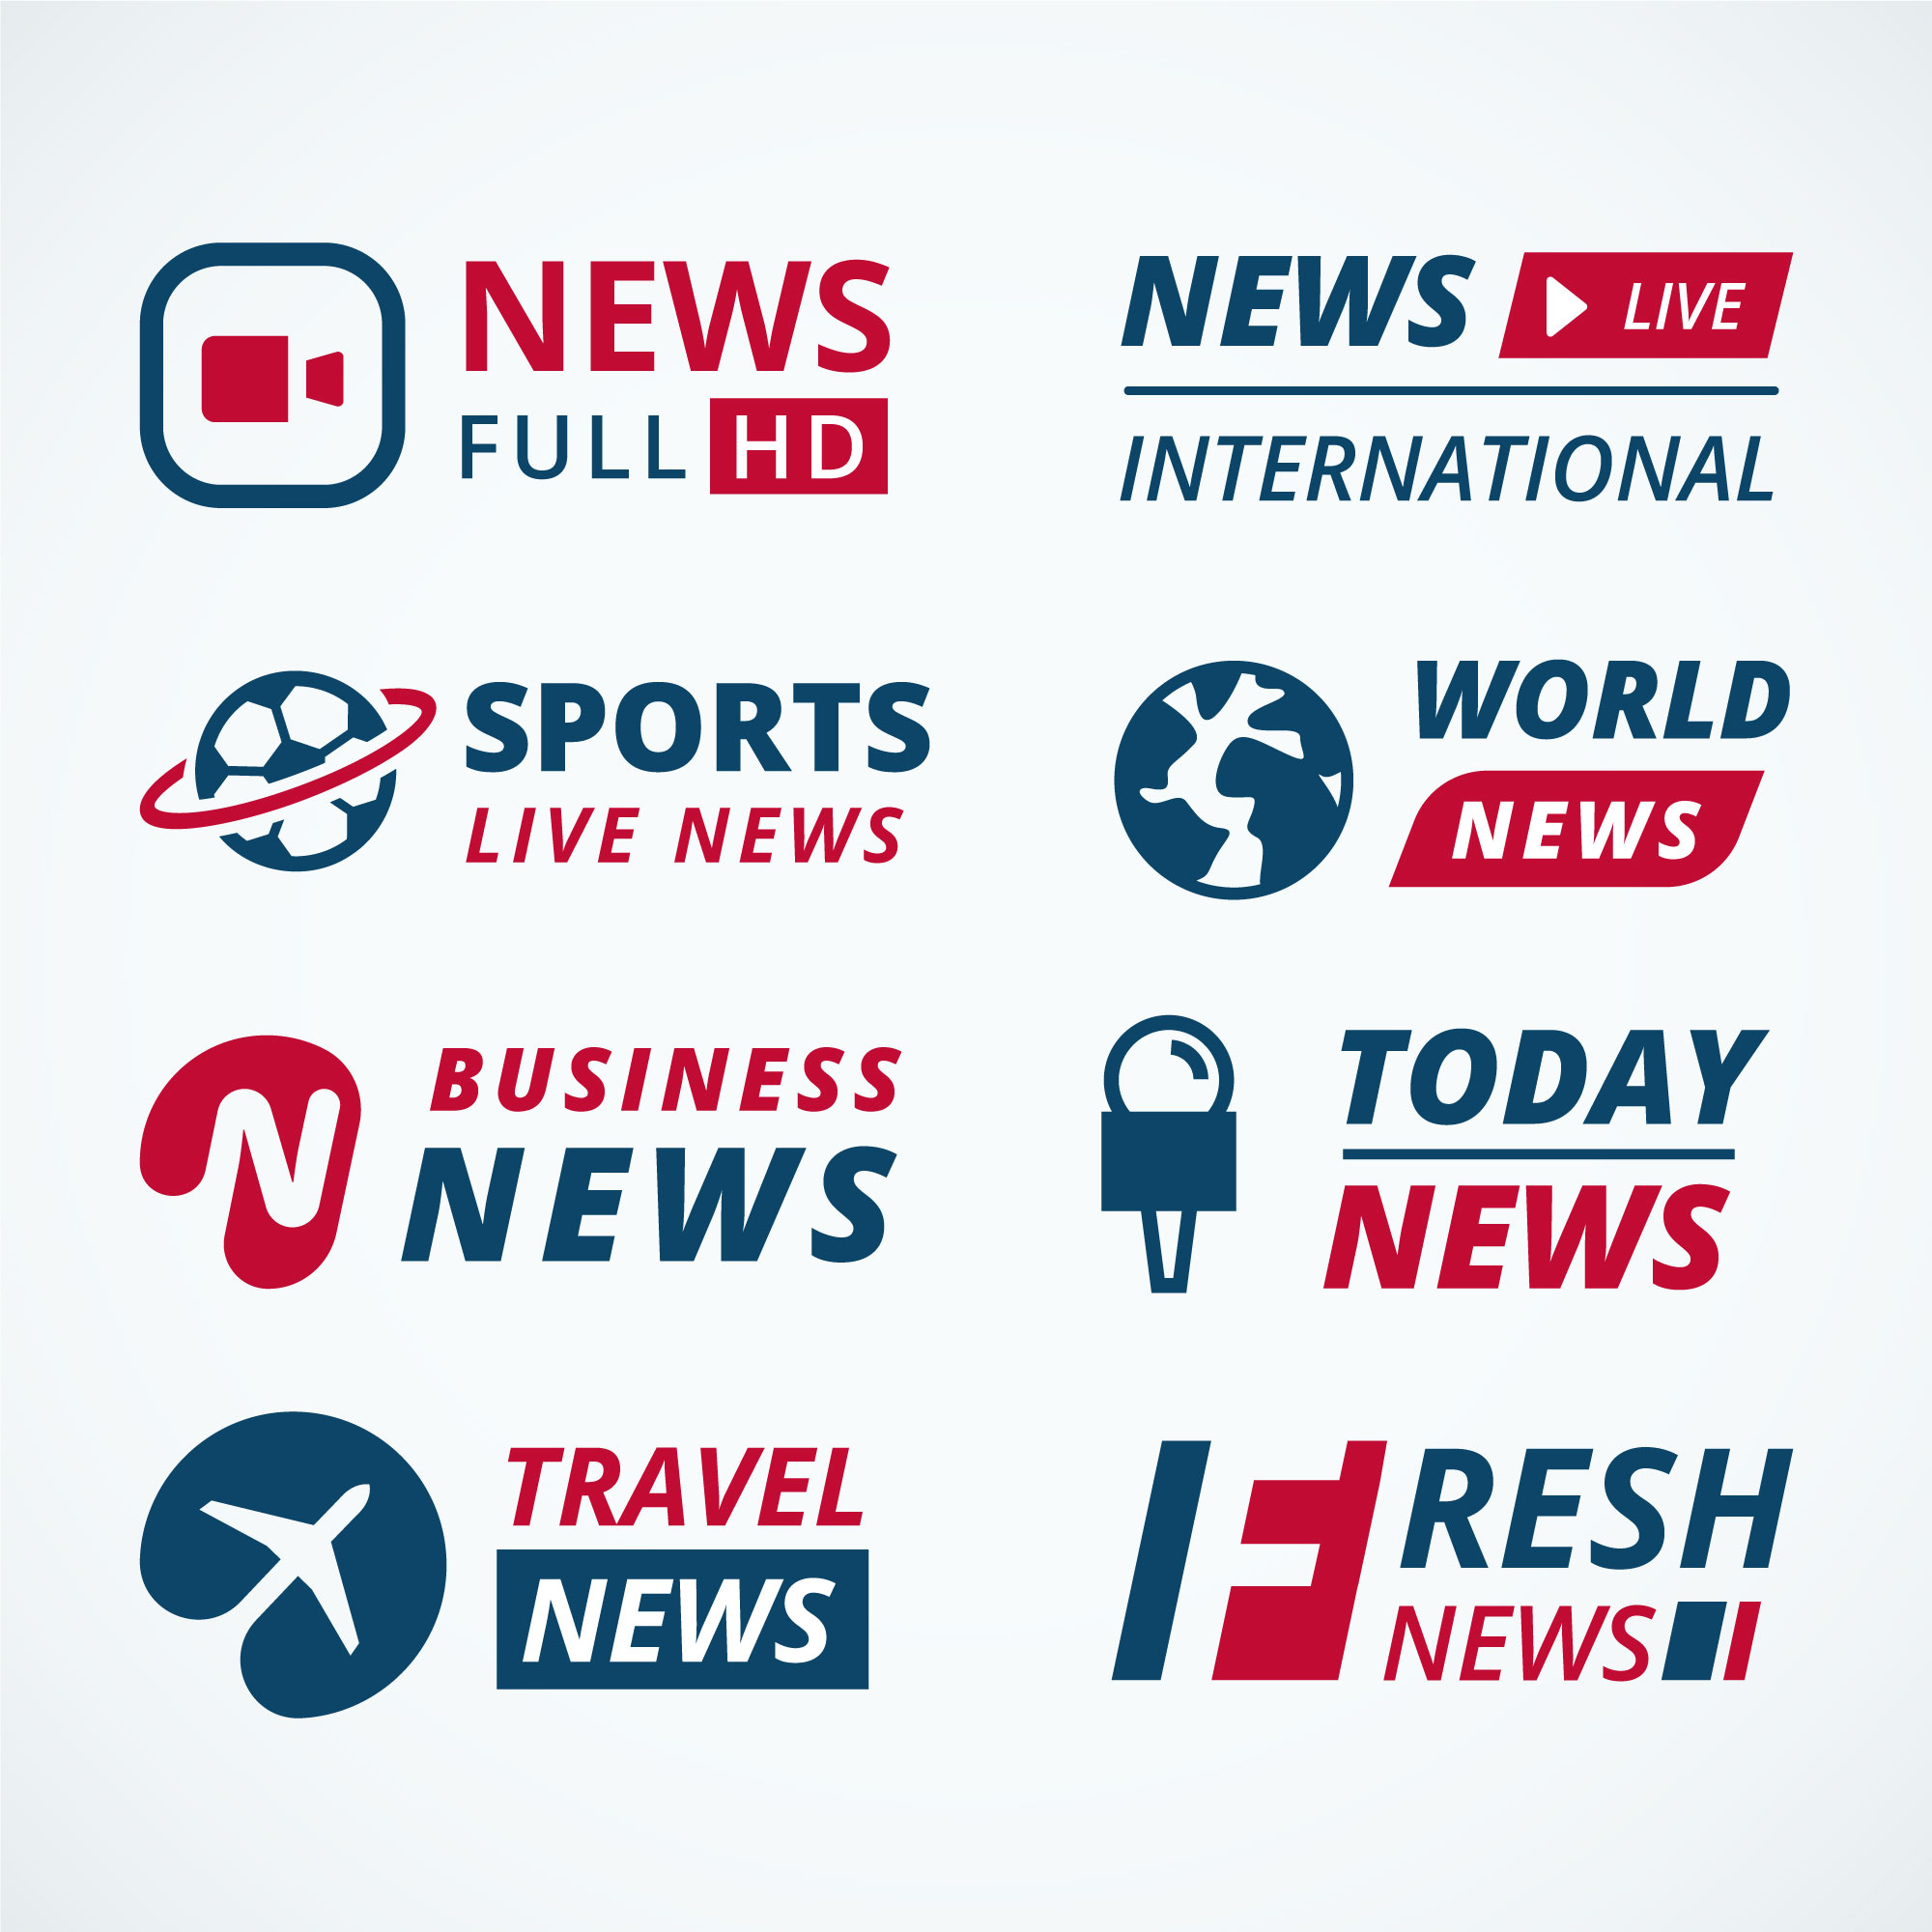 NEWS
FULL HD
NEWS LIVE
INTERNATIONAL
SPORTS
LIVE NEWS
WORLD
NEWS
N
BUSINESS
NEWS
TODAY
NEWS
TRAVEL
NEWS
FRESH
NEWS